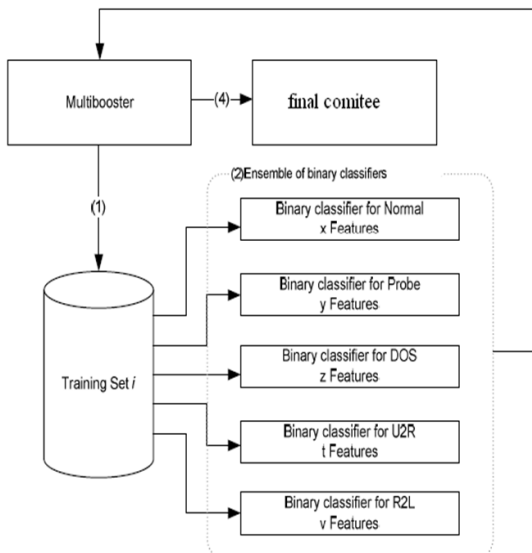 Multibooster
(4)
final comitee
(1)
(2)Ensemble of binary classifiers
Binary classifier for Normal
x Features
Binary classifier for Probe
y Features
Training Set i
Binary classifier for DOS
z Features
Binary classifier for U2R
t Features
Binary classifier for R2L
v Features